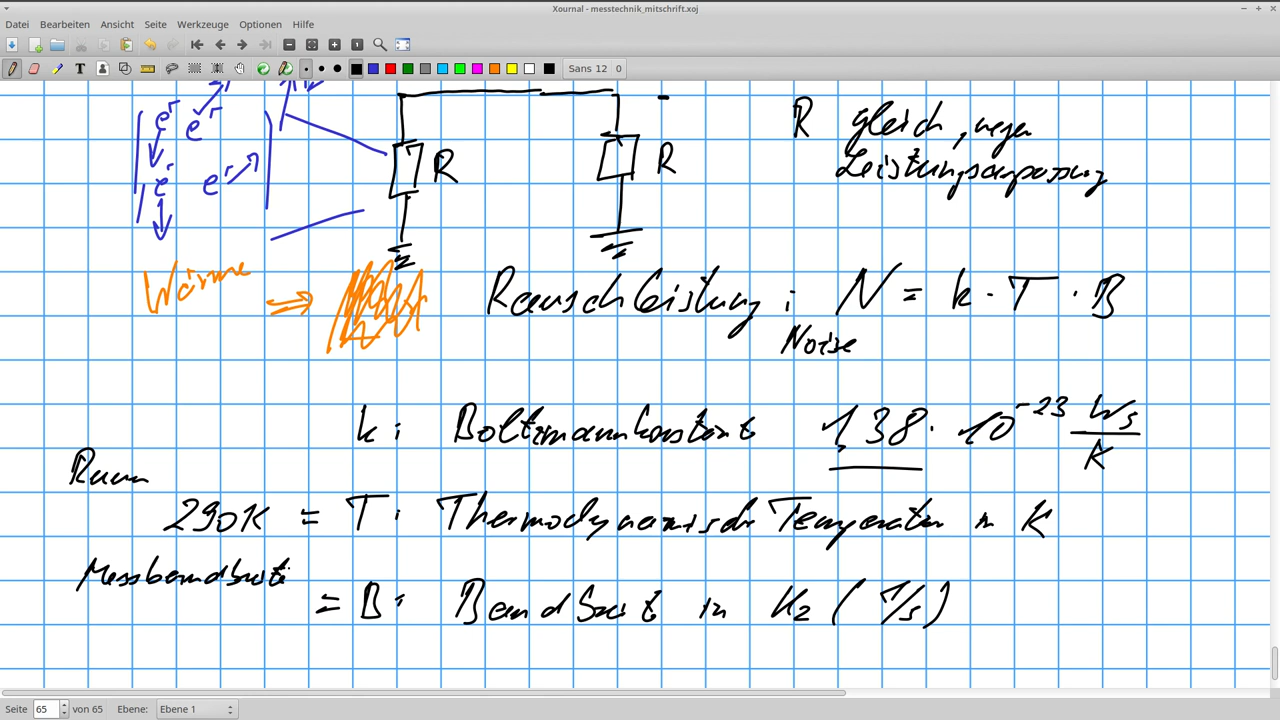 Xournal - messtechnik_mitschrift.xoj
Datei Bearbeiten Ansicht Seite Werkzeuge Optionen Hilfe
Sans 12 0
R gleich, wegen
Leistungsanpassung
e⁻ e⁻
e⁻ e⁻
R R
Wärme ⇒
Rauschleistung : N = k · T · B
Noise
k : Boltzmannkonstante 1,38 · 10⁻²³ Ws/K
Raum
290K = T : Thermodynamische Temperatur in K
Messbandbreite
= B : Bandbreite in Hz ( 1/s )
Seite 65 von 65 Ebene: Ebene 1